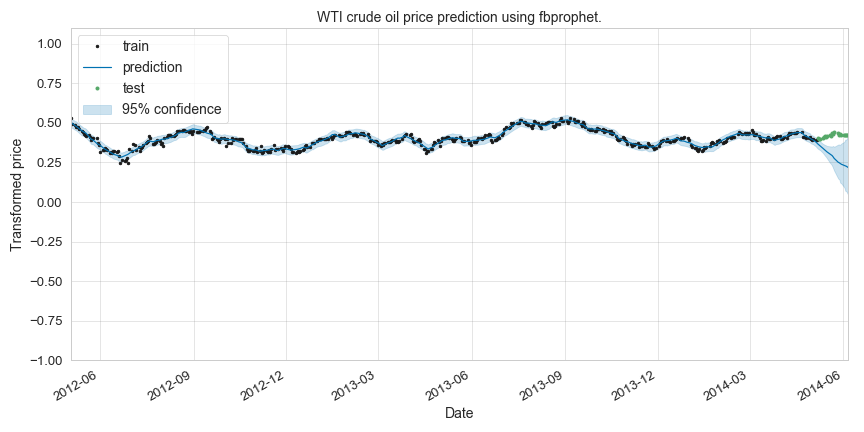 WTI crude oil price prediction using fbprophet.
train
prediction
test
95% confidence
Transformed price
1.00
0.75
0.50
0.25
0.00
−0.25
−0.50
−0.75
−1.00
2012-06
2012-09
2012-12
2013-03
2013-06
2013-09
2013-12
2014-03
2014-06
Date